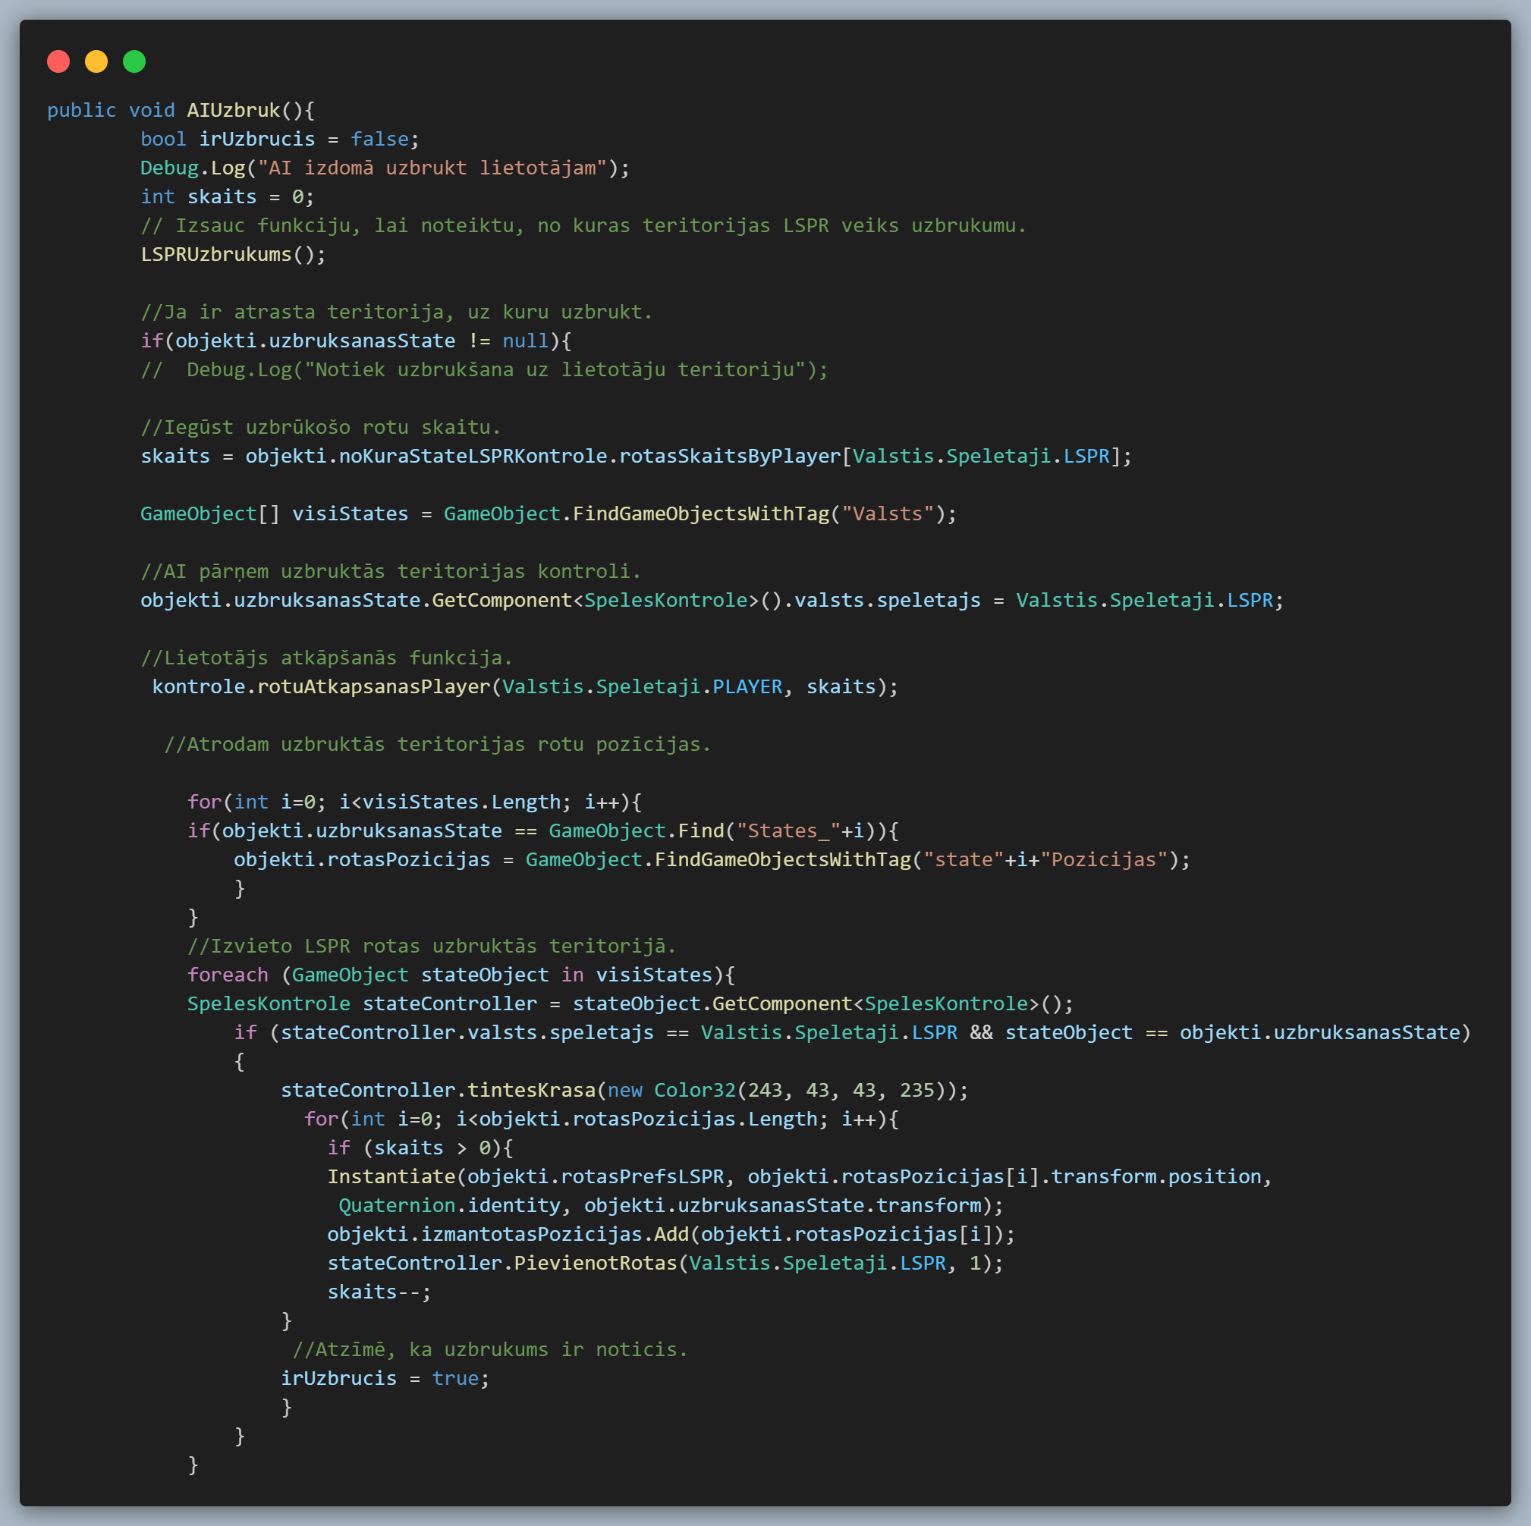 public void AIUzbruk(){
bool irUzbrucis = false;
Debug.Log("AI izdomā uzbrukt lietotājam");
int skaits = 0;
// Izsauc funkciju, lai noteiktu, no kuras teritorijas LSPR veiks uzbrukumu.
LSPRUzbrukums();
//Ja ir atrasta teritorija, uz kuru uzbrukt.
if(objekti.uzbruksanasState != null){
//  Debug.Log("Notiek uzbrukšana uz lietotāju teritoriju");
//Iegūst uzbrūkošo rotu skaitu.
skaits = objekti.noKuraStateLSPRKontrole.rotasSkaitsByPlayer[Valstis.Speletaji.LSPR];
GameObject[] visiStates = GameObject.FindGameObjectsWithTag("Valsts");
//AI pārņem uzbruktās teritorijas kontroli.
objekti.uzbruksanasState.GetComponent<SpelesKontrole>().valsts.speletajs = Valstis.Speletaji.LSPR;
//Lietotājs atkāpšanās funkcija.
kontrole.rotuAtkapsanasPlayer(Valstis.Speletaji.PLAYER, skaits);
//Atrodam uzbruktās teritorijas rotu pozīcijas.
for(int i=0; i<visiStates.Length; i++){
if(objekti.uzbruksanasState == GameObject.Find("States_"+i)){
objekti.rotasPozicijas = GameObject.FindGameObjectsWithTag("state"+i+"Pozicijas");
}
}
//Izvieto LSPR rotas uzbruktās teritorijā.
foreach (GameObject stateObject in visiStates){
SpelesKontrole stateController = stateObject.GetComponent<SpelesKontrole>();
if (stateController.valsts.speletajs == Valstis.Speletaji.LSPR && stateObject == objekti.uzbruksanasState)
{
stateController.tintesKrasa(new Color32(243, 43, 43, 235));
for(int i=0; i<objekti.rotasPozicijas.Length; i++){
if (skaits > 0){
Instantiate(objekti.rotasPrefsLSPR, objekti.rotasPozicijas[i].transform.position,
Quaternion.identity, objekti.uzbruksanasState.transform);
objekti.izmantotasPozicijas.Add(objekti.rotasPozicijas[i]);
stateController.PievienotRotas(Valstis.Speletaji.LSPR, 1);
skaits--;
}
//Atzīmē, ka uzbrukums ir noticis.
irUzbrucis = true;
}
}
}